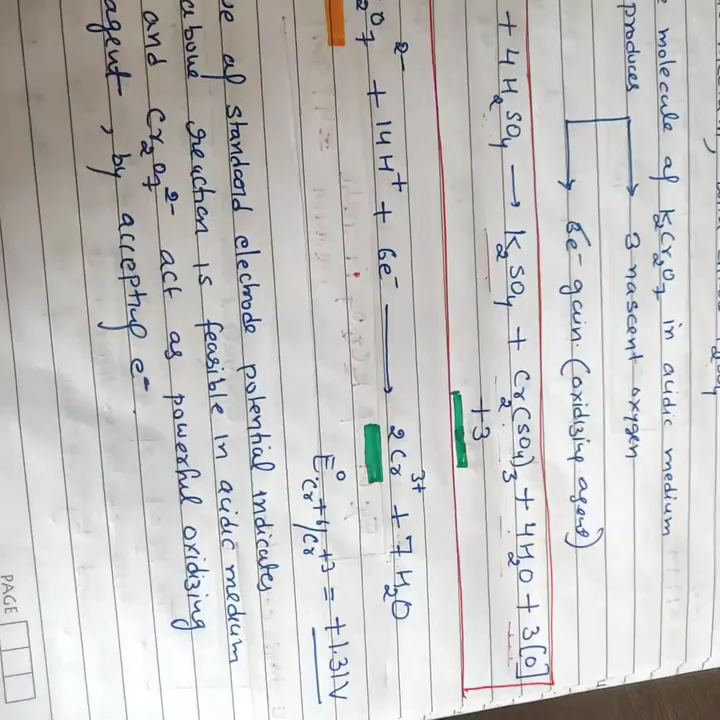 molecule of K2Cr2O7 in acidic medium
produces
3 nascent oxygen
6e- gain (oxidizing agent)
+ 4H2SO4 → K2SO4 + Cr2(SO4)3 + 4H2O + 3[O]
+3
2O7 2- + 14H+ + 6e- → 2Cr3+ + 7H2O
E° Cr+6/Cr+3 = +1.31V
ve of standard electrode potential indicates
above reaction is feasible in acidic medium
and Cr2O7 2- act as powerful oxidizing
agent, by accepting e-.
PAGE